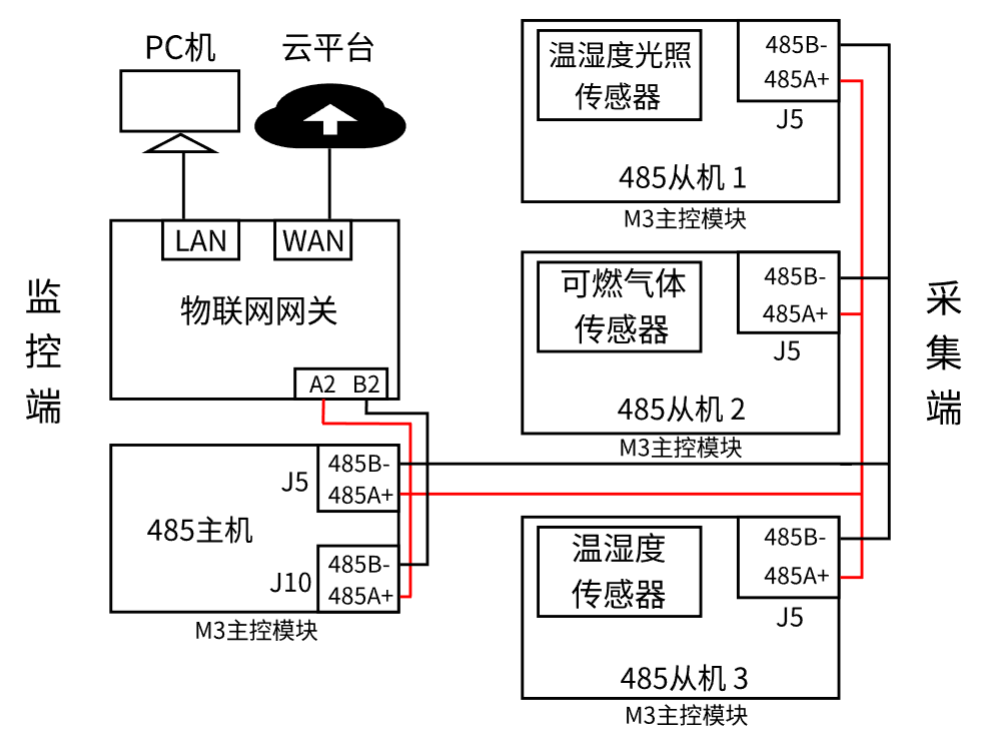 PC机
云平台
LAN
WAN
物联网网关
A2
B2
监
控
端
485B-
485A+
J5
485主机
485B-
485A+
J10
M3主控模块
温湿度光照
传感器
485B-
485A+
J5
485从机 1
M3主控模块
可燃气体
传感器
485B-
485A+
J5
485从机 2
M3主控模块
温湿度
传感器
485B-
485A+
J5
485从机 3
M3主控模块
采
集
端